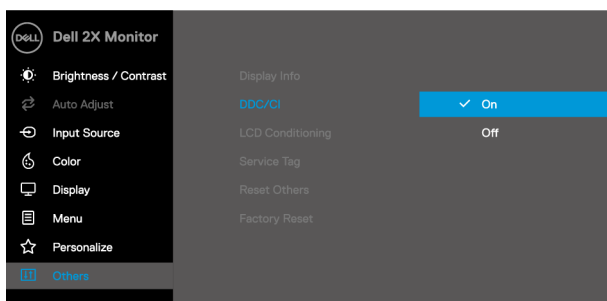 DELL
Dell 2X Monitor
Brightness / Contrast
Auto Adjust
Input Source
Color
Display
Menu
Personalize
Others
Display Info
DDC/CI
LCD Conditioning
Service Tag
Reset Others
Factory Reset
On
Off